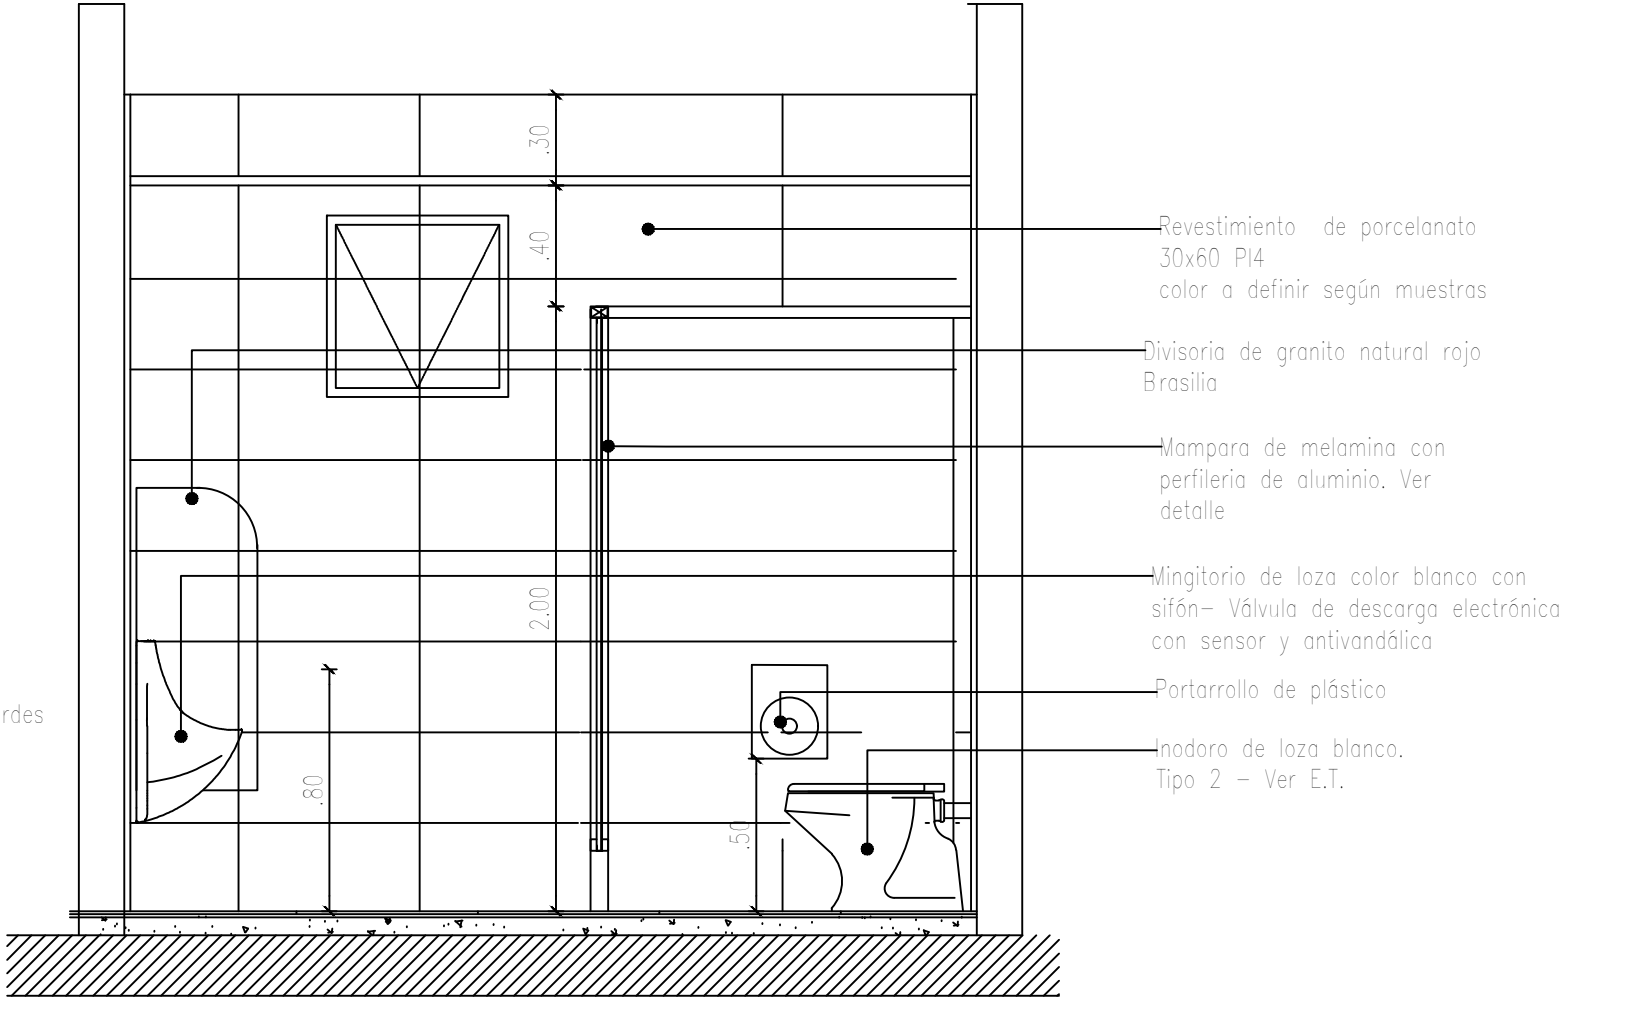 .30
.40
Revestimiento de porcelanato
30x60 PI4
color a definir según muestras
Divisoria de granito natural rojo
Brasilia
Mampara de melamina con
perfileria de aluminio. Ver
detalle
Mingitorio de loza color blanco con
sifón- Válvula de descarga electrónica
con sensor y antivandálica
2.00
Portarrollo de plástico
rdes
Inodoro de loza blanco.
Tipo 2 - Ver E.T.
.80
.50